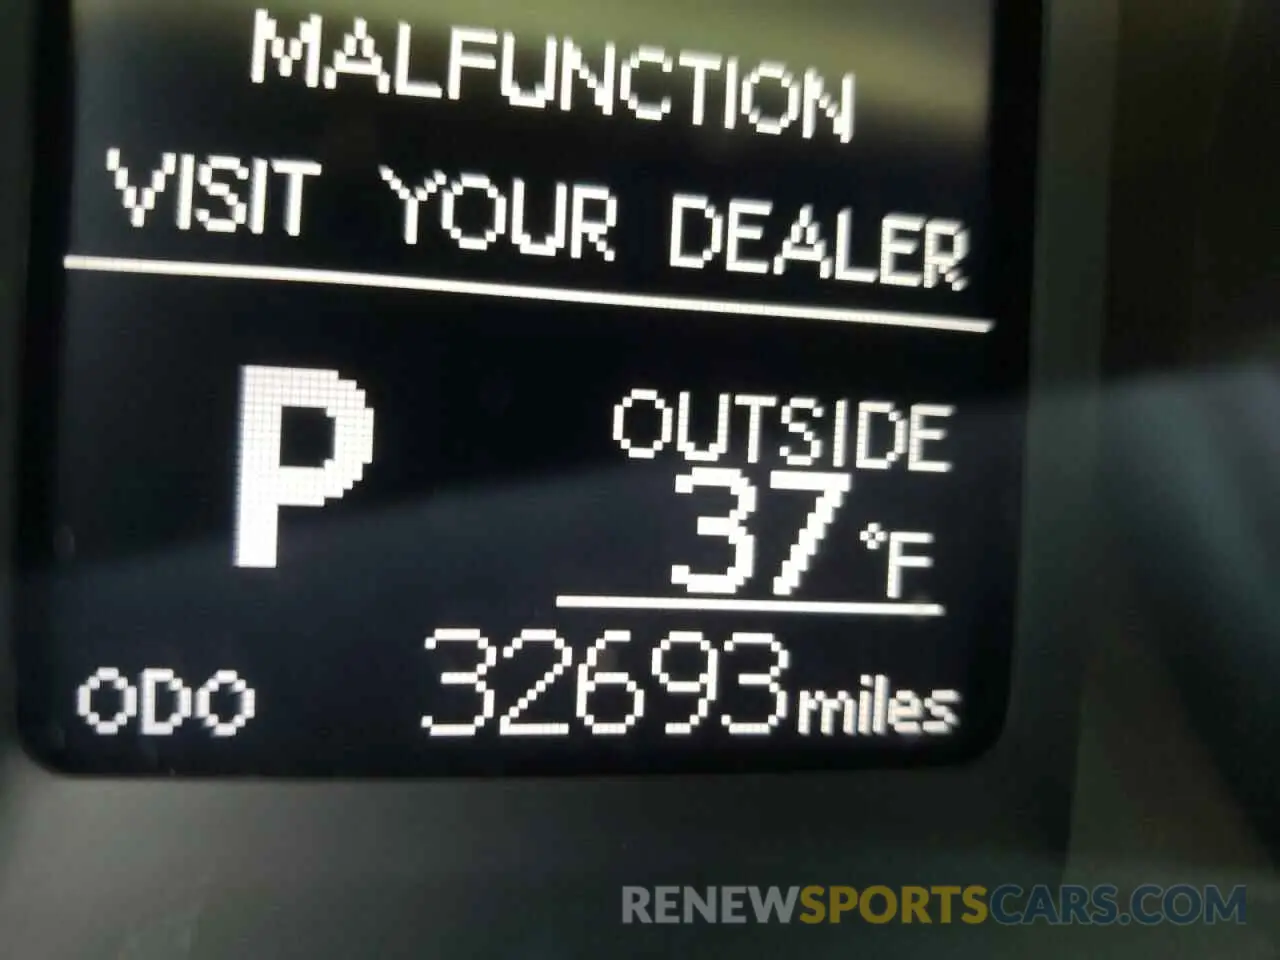 MALFUNCTION
VISIT YOUR DEALER
P
OUTSIDE
37°F
ODO 32693 miles
RENEWSPORTSCARS.COM